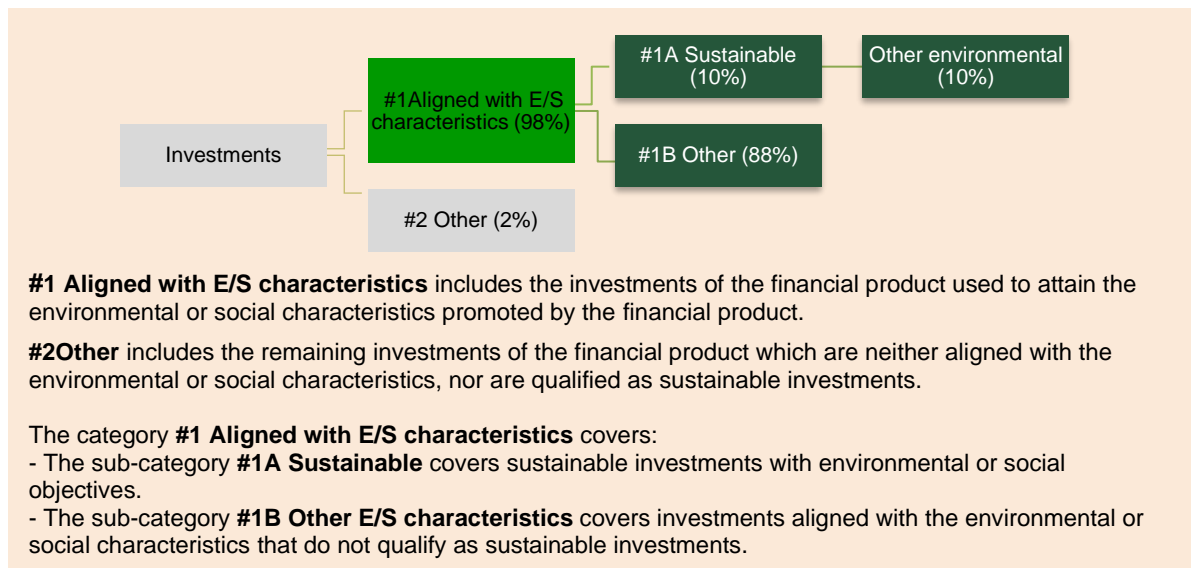 #1A Sustainable
(10%)
Other environmental
(10%)
#1Aligned with E/S
characteristics (98%)
Investments
#1B Other (88%)
#2 Other (2%)
#1 Aligned with E/S characteristics includes the investments of the financial product used to attain the
environmental or social characteristics promoted by the financial product.
#2Other includes the remaining investments of the financial product which are neither aligned with the
environmental or social characteristics, nor are qualified as sustainable investments.
The category #1 Aligned with E/S characteristics covers:
- The sub-category #1A Sustainable covers sustainable investments with environmental or social
objectives.
- The sub-category #1B Other E/S characteristics covers investments aligned with the environmental or
social characteristics that do not qualify as sustainable investments.